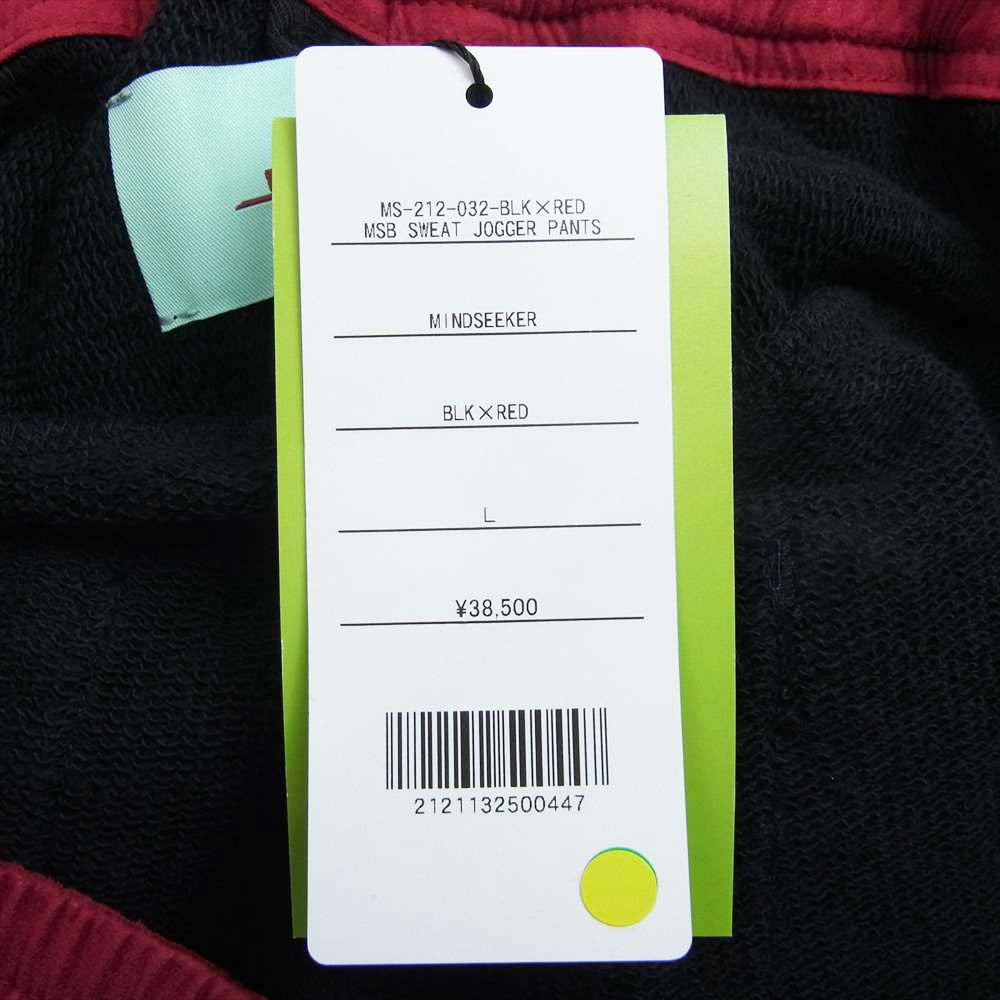 MS-212-032-BLK×RED
MSB SWEAT JOGGER PANTS
MINDSEEKER
BLK×RED
L
¥38,500
2121132500447